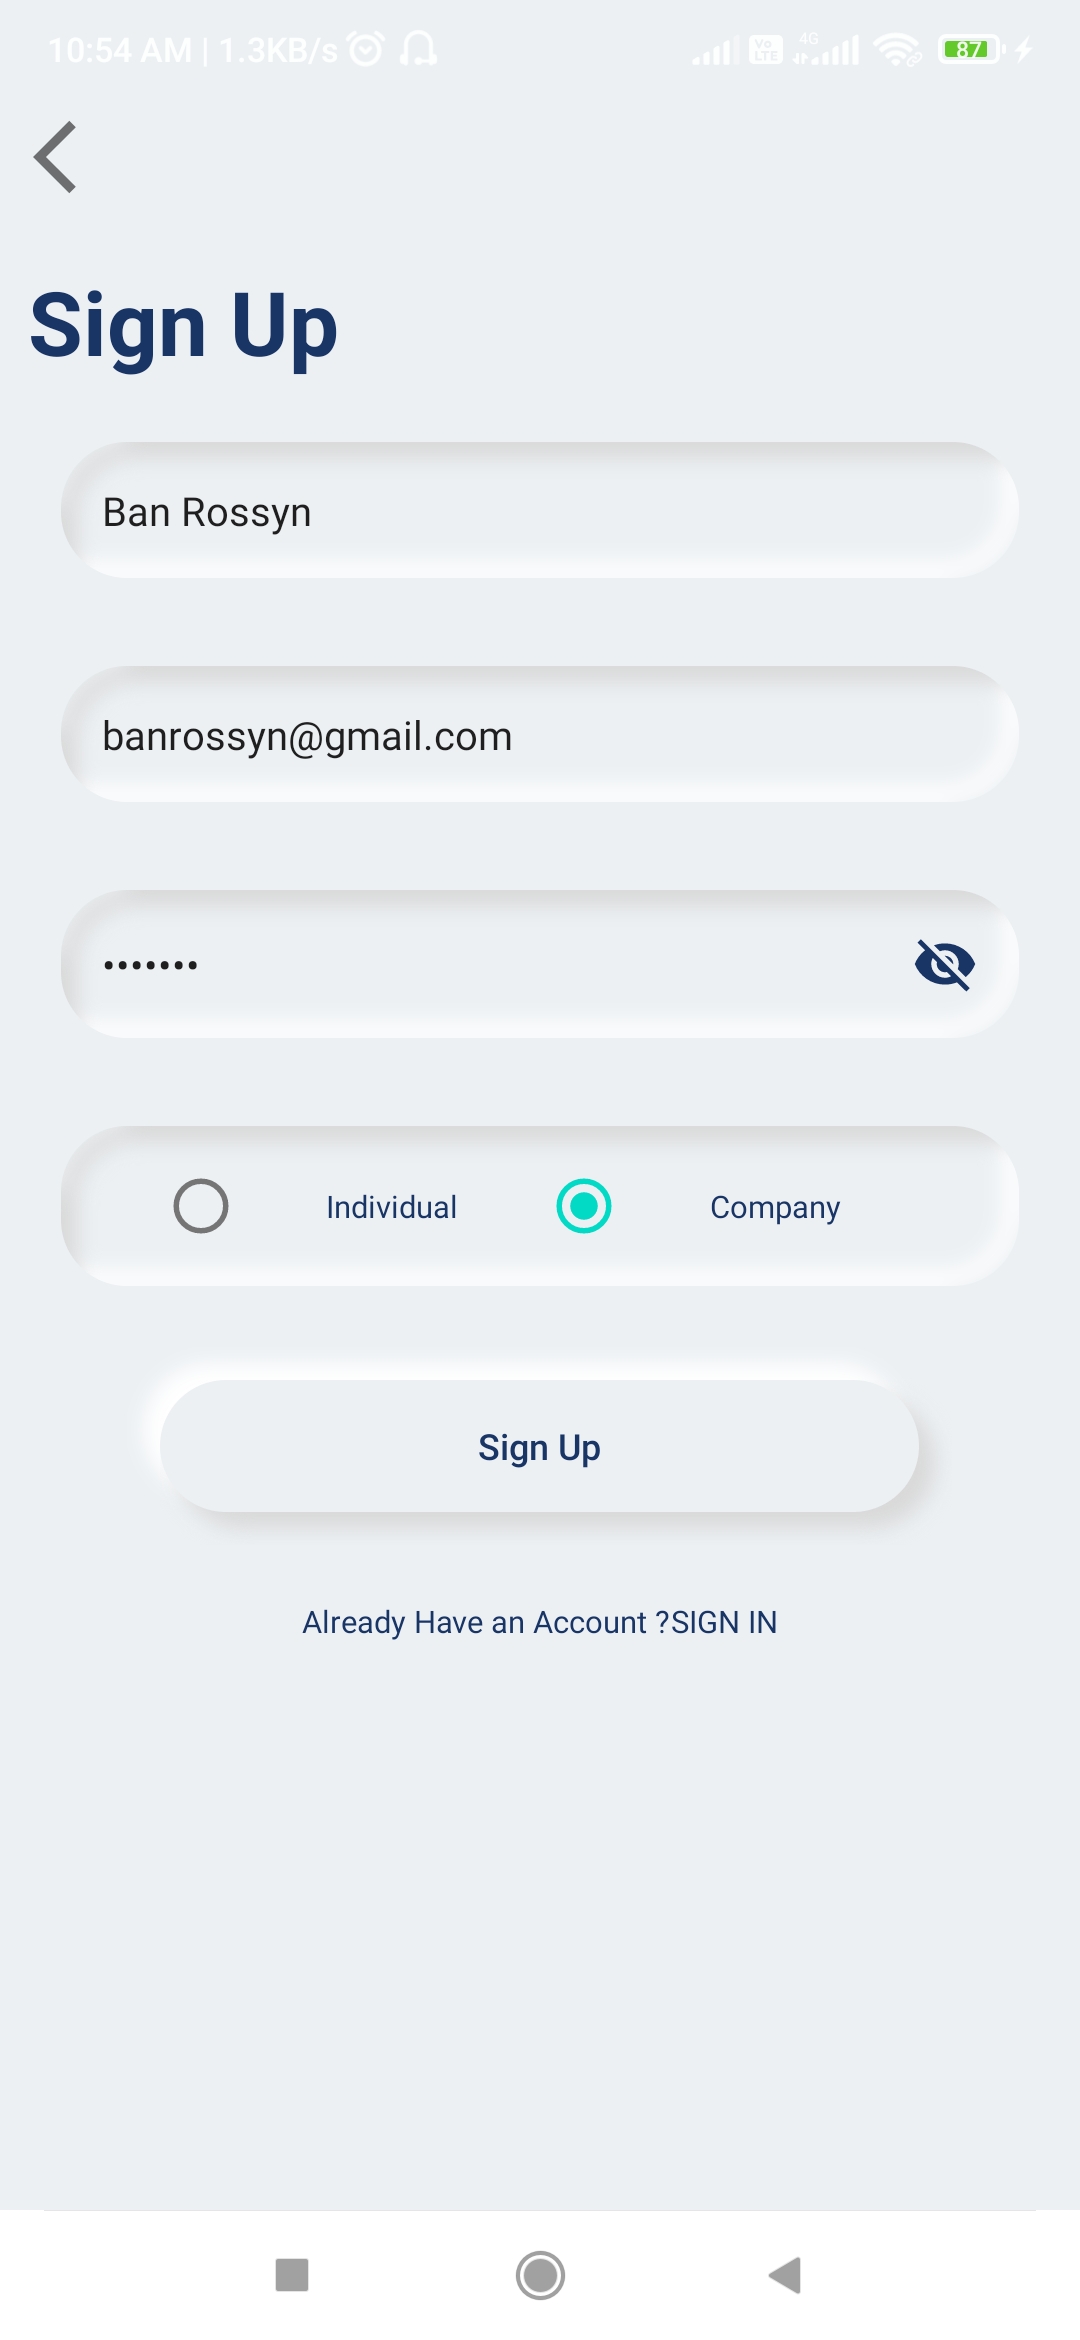 10:54 AM | 1.3KB/s
Vo LTE 4G 87
Sign Up
Ban Rossyn
banrossyn@gmail.com
•••••••
Individual Company
Sign Up
Already Have an Account ?SIGN IN